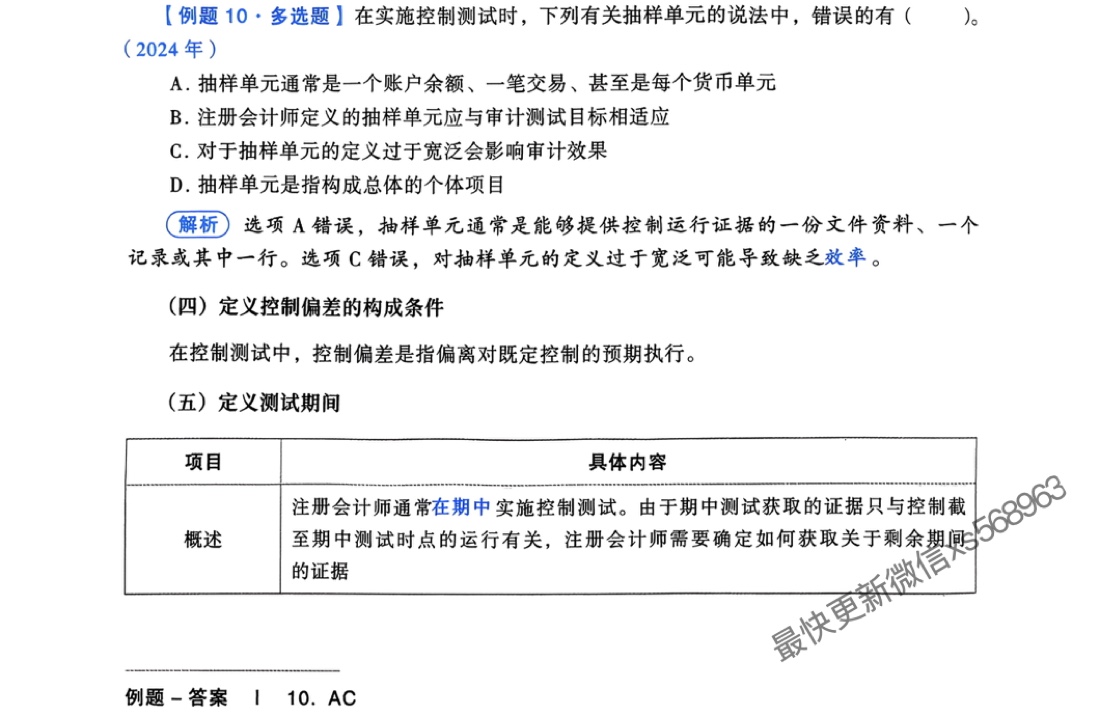 【例题 10·多选题】在实施控制测试时，下列有关抽样单元的说法中，错误的有（　　）。
（2024 年）
A. 抽样单元通常是一个账户余额、一笔交易、甚至是每个货币单元
B. 注册会计师定义的抽样单元应与审计测试目标相适应
C. 对于抽样单元的定义过于宽泛会影响审计效果
D. 抽样单元是指构成总体的个体项目
解析 选项 A 错误，抽样单元通常是能够提供控制运行证据的一份文件资料、一个
记录或其中一行。选项 C 错误，对抽样单元的定义过于宽泛可能导致缺乏效率。
（四）定义控制偏差的构成条件
在控制测试中，控制偏差是指偏离对既定控制的预期执行。
（五）定义测试期间
项目 具体内容
注册会计师通常在期中实施控制测试。由于期中测试获取的证据只与控制截
概述 至期中测试时点的运行有关，注册会计师需要确定如何获取关于剩余期间
的证据
最快更新微信xs568963
例题 – 答案 | 10. AC